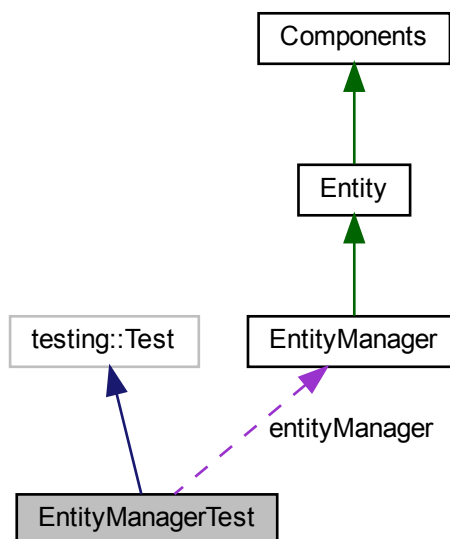 Components
Entity
testing::Test
EntityManager
entityManager
EntityManagerTest